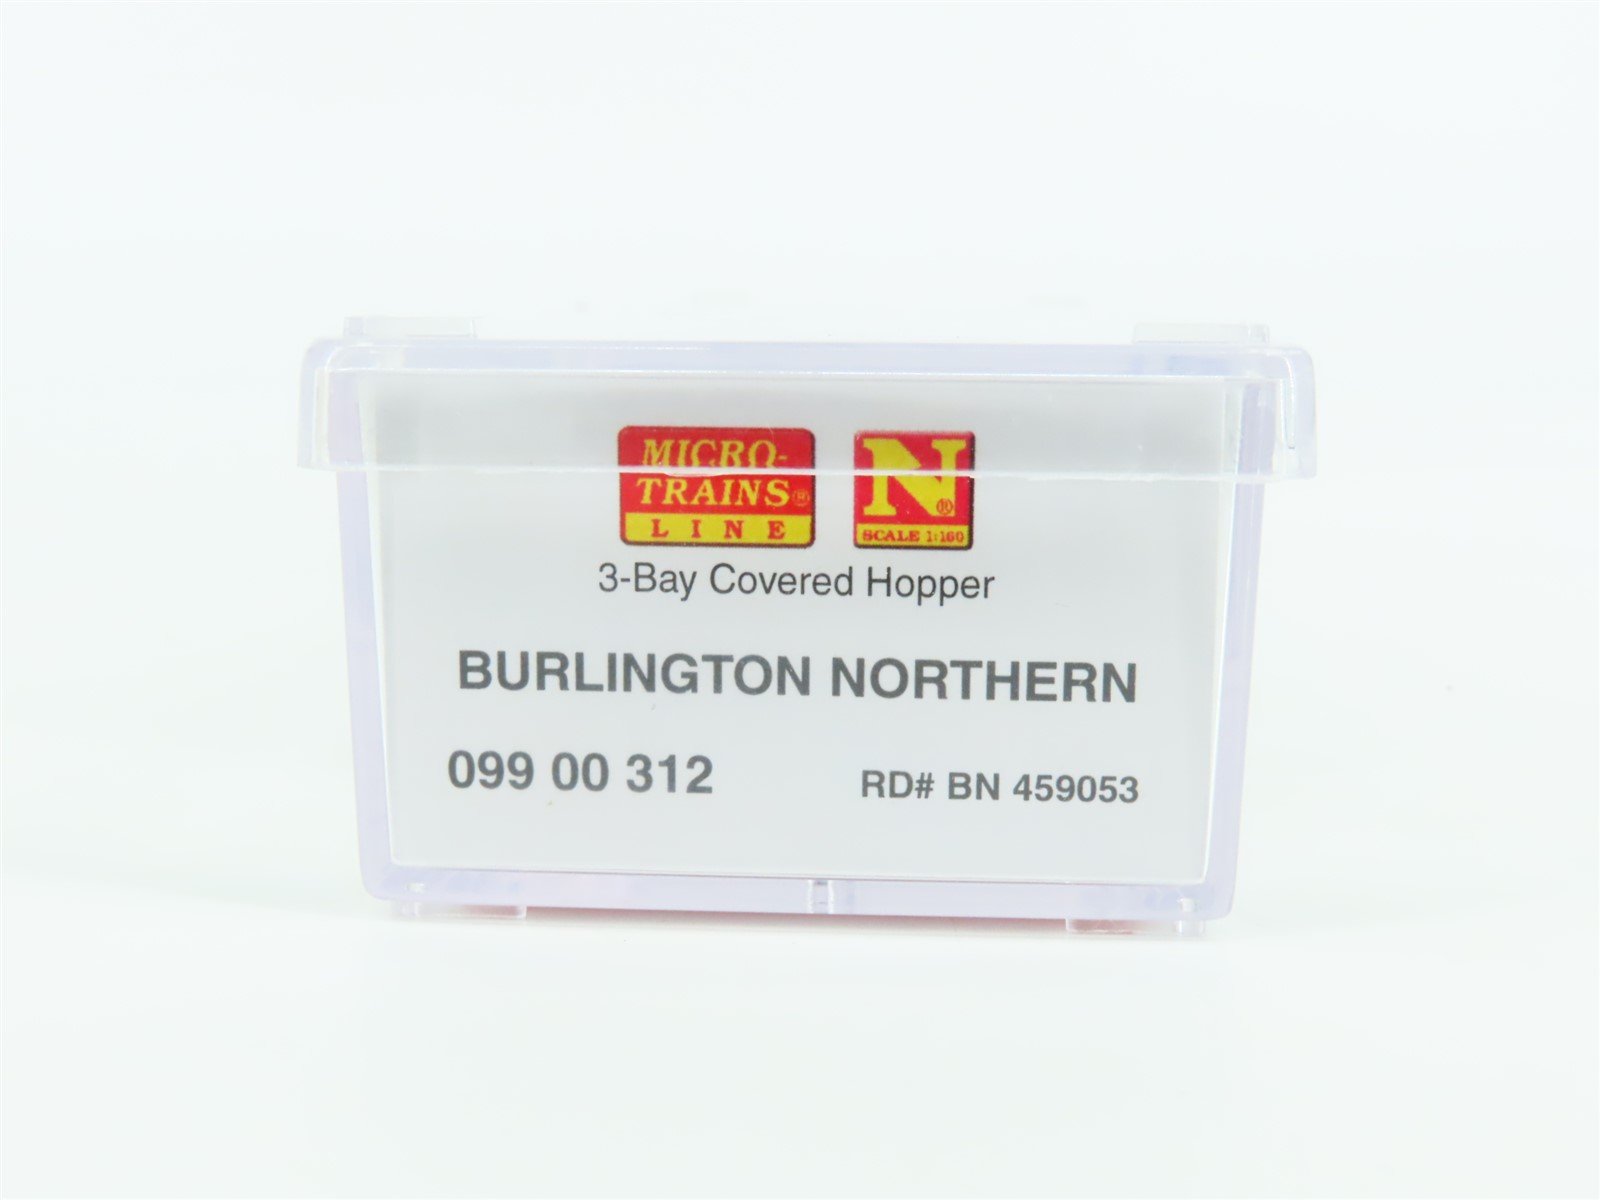 MICRO-
TRAINS®
LINE
N®
SCALE 1:160
3-Bay Covered Hopper
BURLINGTON NORTHERN
099 00 312
RD# BN 459053